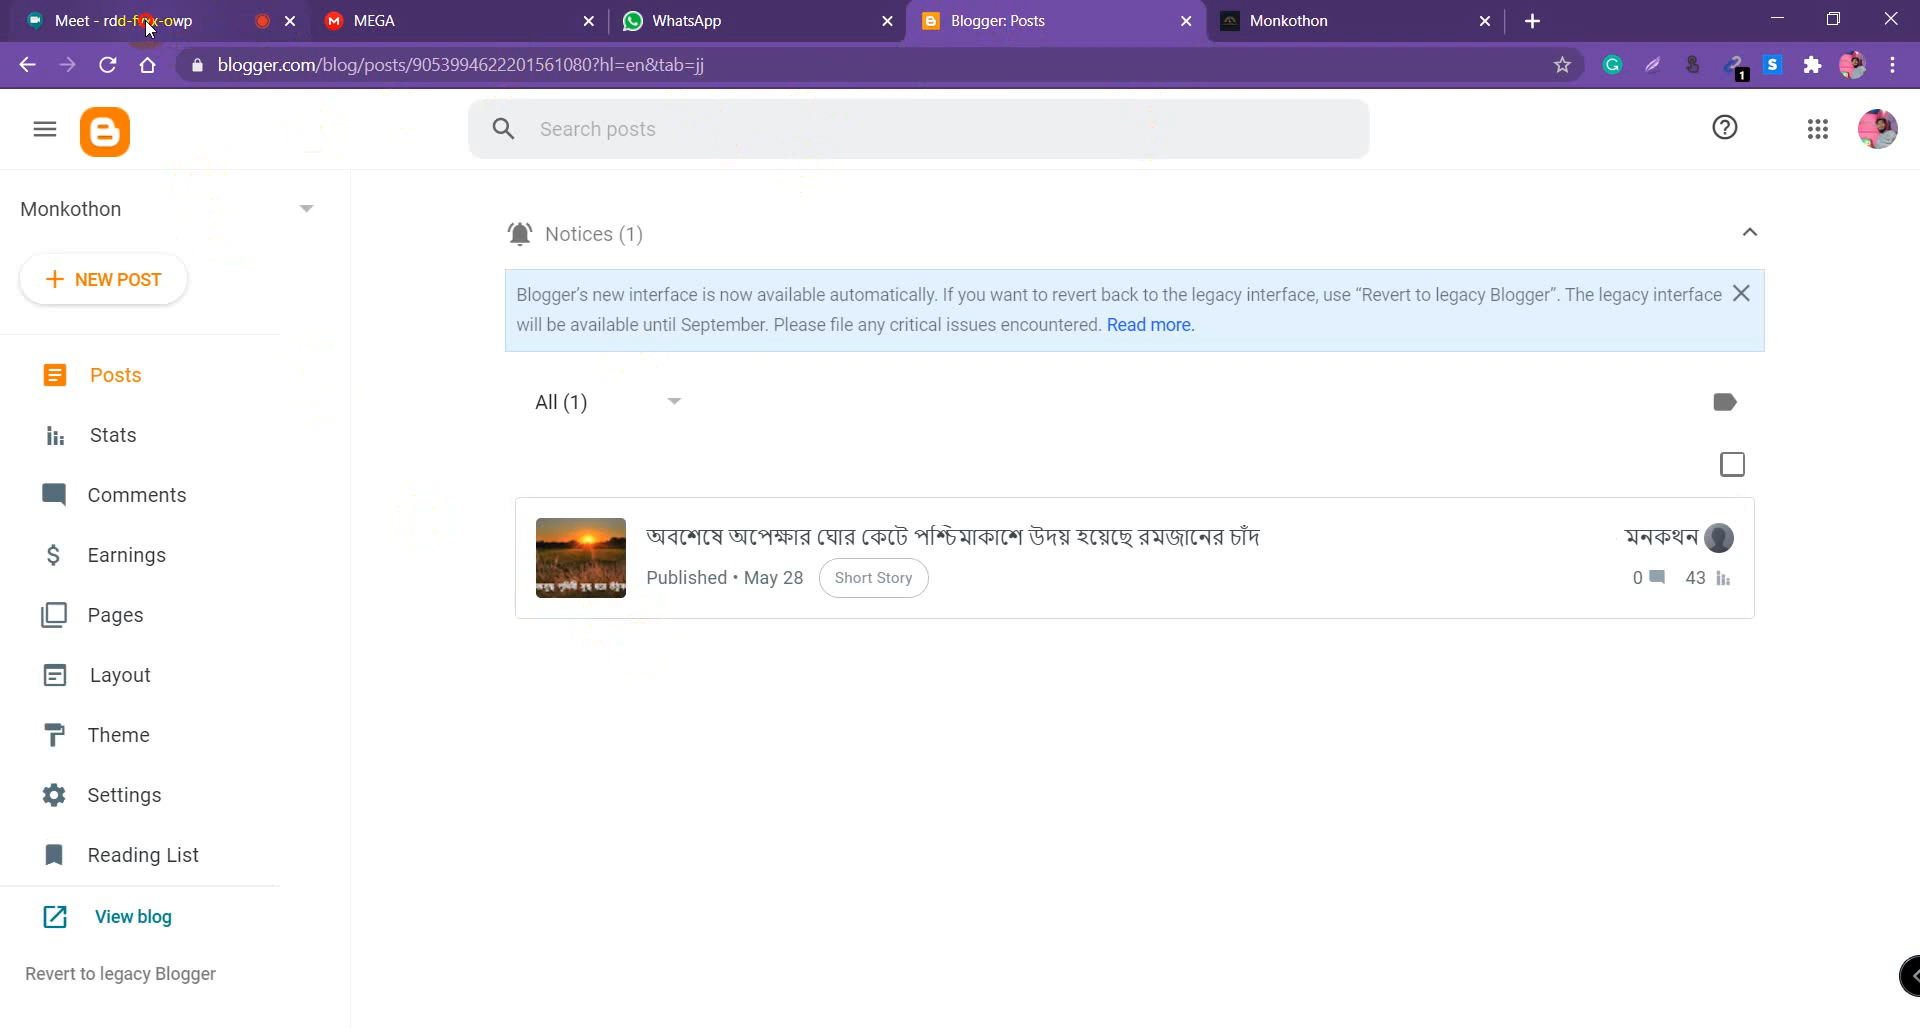 Meet - rdd-
-owp
MEGA
WhatsApp
Blogger: Posts
Monkothon
blogger.com/blog/posts/9053994622201561080?hl=en&tab=jj
1
Search posts
Monkothon
NEW POST
Posts
Stats
Comments
Earnings
Pages
Layout
Theme
Settings
Reading List
View blog
Revert to legacy Blogger
Notices (1)
Blogger's new interface is now available automatically. If you want to revert back to the legacy interface, use “Revert to legacy Blogger”. The legacy interface
will be available until September. Please file any critical issues encountered. Read more.
All (1)
অবশেষে অপেক্ষার ঘোর কেটে পশ্চিমাকাশে উদয় হয়েছে রমজানের চাঁদ
মনকথন
Published • May 28
Short Story
0
43